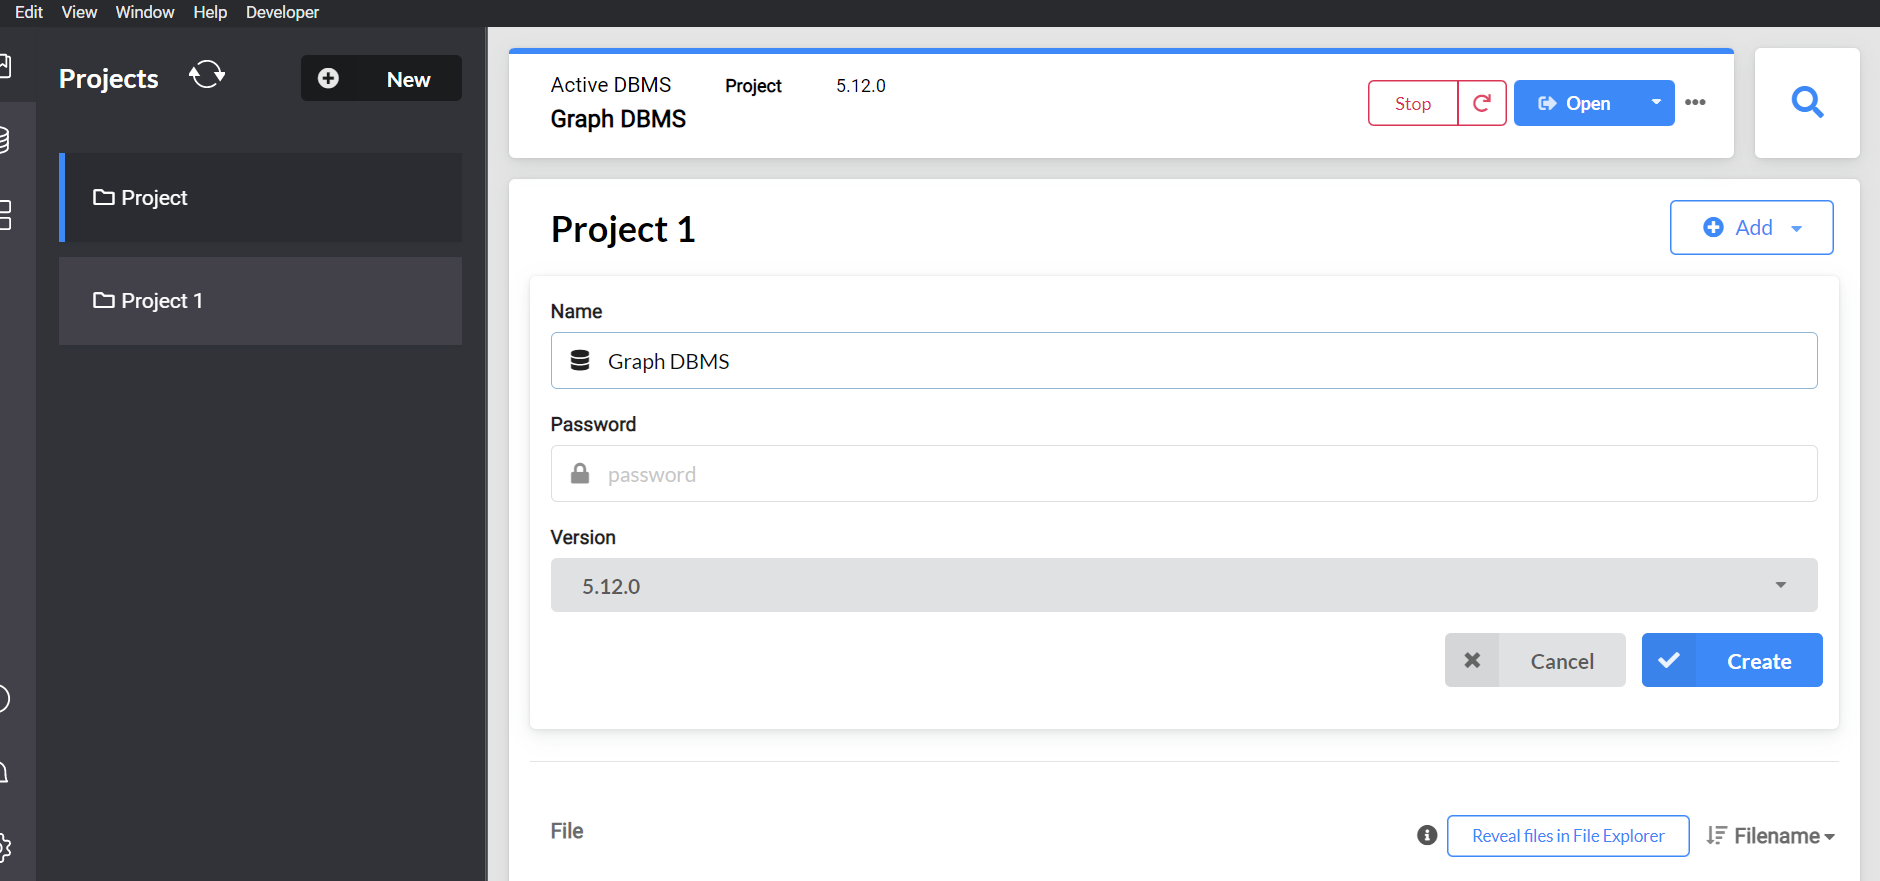 Edit View Window Help Developer
Projects
New
Project
Project 1
Active DBMS Project 5.12.0
Graph DBMS
Stop
Open
Project 1
Add
Name
Graph DBMS
Password
password
Version
5.12.0
Cancel
Create
File
Reveal files in File Explorer
Filename